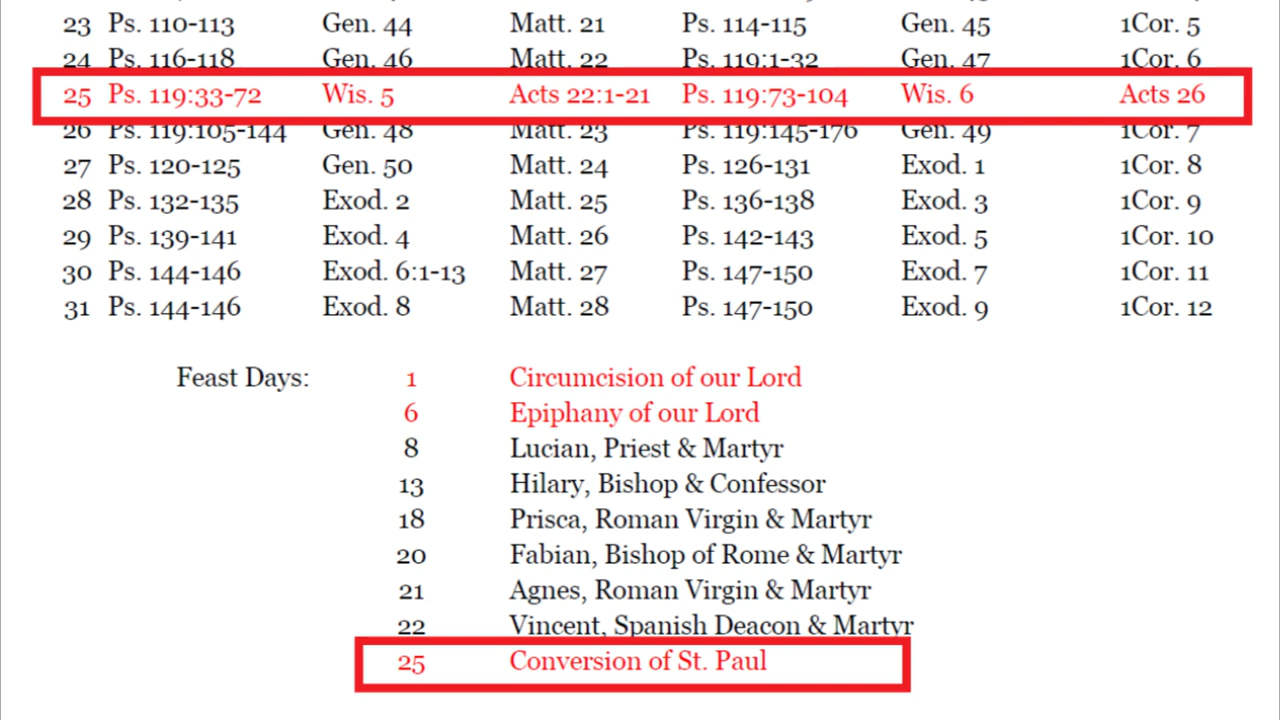 23 Ps. 110-113 Gen. 44 Matt. 21 Ps. 114-115 Gen. 45 1Cor. 5
24 Ps. 116-118 Gen. 46 Matt. 22 Ps. 119:1-32 Gen. 47 1Cor. 6
25 Ps. 119:33-72 Wis. 5 Acts 22:1-21 Ps. 119:73-104 Wis. 6 Acts 26
26 Ps. 119:105-144 Gen. 48 Matt. 23 Ps. 119:145-176 Gen. 49 1Cor. 7
27 Ps. 120-125 Gen. 50 Matt. 24 Ps. 126-131 Exod. 1 1Cor. 8
28 Ps. 132-135 Exod. 2 Matt. 25 Ps. 136-138 Exod. 3 1Cor. 9
29 Ps. 139-141 Exod. 4 Matt. 26 Ps. 142-143 Exod. 5 1Cor. 10
30 Ps. 144-146 Exod. 6:1-13 Matt. 27 Ps. 147-150 Exod. 7 1Cor. 11
31 Ps. 144-146 Exod. 8 Matt. 28 Ps. 147-150 Exod. 9 1Cor. 12
Feast Days: 1 Circumcision of our Lord
6 Epiphany of our Lord
8 Lucian, Priest & Martyr
13 Hilary, Bishop & Confessor
18 Prisca, Roman Virgin & Martyr
20 Fabian, Bishop of Rome & Martyr
21 Agnes, Roman Virgin & Martyr
22 Vincent, Spanish Deacon & Martyr
25 Conversion of St. Paul